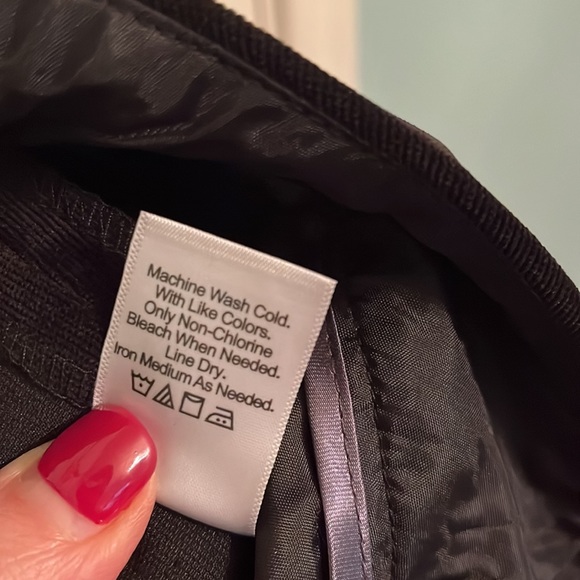 Machine Wash Cold.
With Like Colors.
Only Non-Chlorine
Bleach When Needed.
Line Dry.
Iron Medium As Needed.